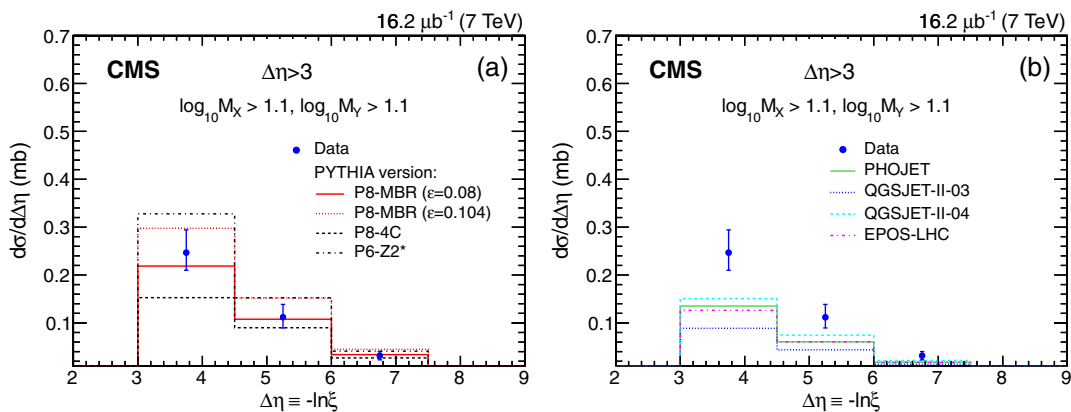 16.2 μb⁻¹ (7 TeV)
CMS
Δη>3
(a)
log₁₀M_X > 1.1, log₁₀M_Y > 1.1
Data
PYTHIA version:
P8-MBR (ε=0.08)
P8-MBR (ε=0.104)
P8-4C
P6-Z2*
dσ/dΔη (mb)
0.7
0.6
0.5
0.4
0.3
0.2
0.1
2 3 4 5 6 7 8 9
Δη ≡ -lnξ
16.2 μb⁻¹ (7 TeV)
CMS
Δη>3
(b)
log₁₀M_X > 1.1, log₁₀M_Y > 1.1
Data
PHOJET
QGSJET-II-03
QGSJET-II-04
EPOS-LHC
dσ/dΔη (mb)
0.7
0.6
0.5
0.4
0.3
0.2
0.1
2 3 4 5 6 7 8 9
Δη ≡ -lnξ